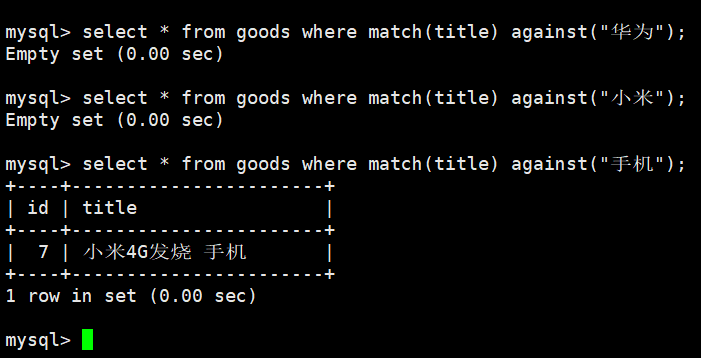 mysql> select * from goods where match(title) against("华为");
Empty set (0.00 sec)
mysql> select * from goods where match(title) against("小米");
Empty set (0.00 sec)
mysql> select * from goods where match(title) against("手机");
+----+-----------------------+
| id | title                 |
+----+-----------------------+
|  7 | 小米4G发烧 手机       |
+----+-----------------------+
1 row in set (0.00 sec)
mysql>